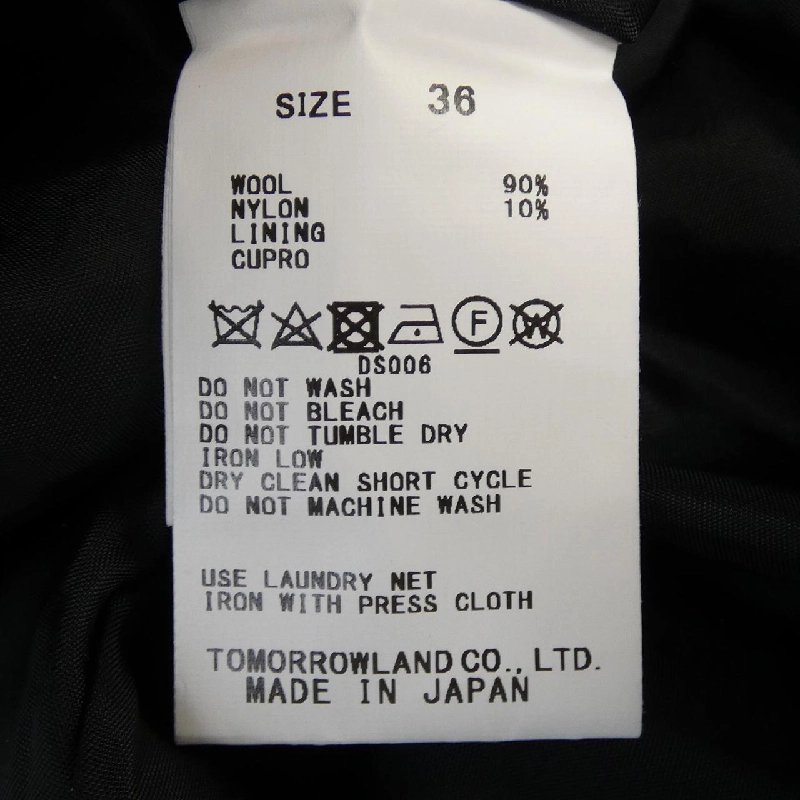 SIZE 36
WOOL 90%
NYLON 10%
LINING
CUPRO
F W
DS006
DO NOT WASH
DO NOT BLEACH
DO NOT TUMBLE DRY
IRON LOW
DRY CLEAN SHORT CYCLE
DO NOT MACHINE WASH
USE LAUNDRY NET
IRON WITH PRESS CLOTH
TOMORROWLAND CO., LTD.
MADE IN JAPAN